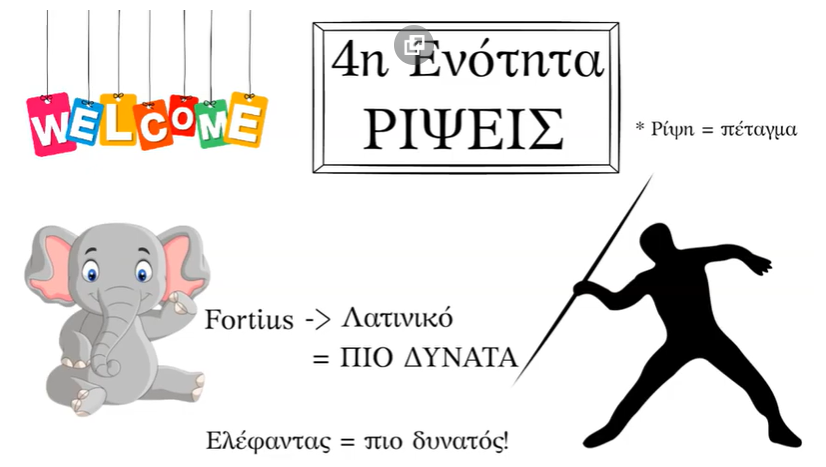 WELCOME
4η Ενότητα
ΡΙΨΕΙΣ
* Ρίψη = πέταγμα
Fortius -> Λατινικό
= ΠΙΟ ΔΥΝΑΤΑ
Ελέφαντας = πιο δυνατός!